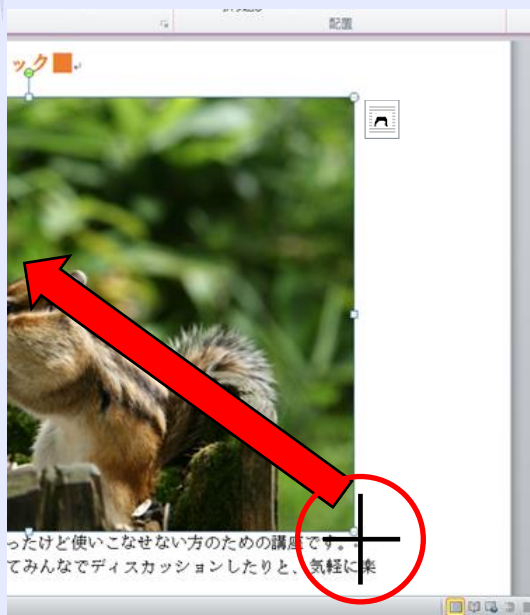 配置
ック■
ったけど使いこなせない方のための講座です。
てみんなでディスカッションしたりと、気軽に楽